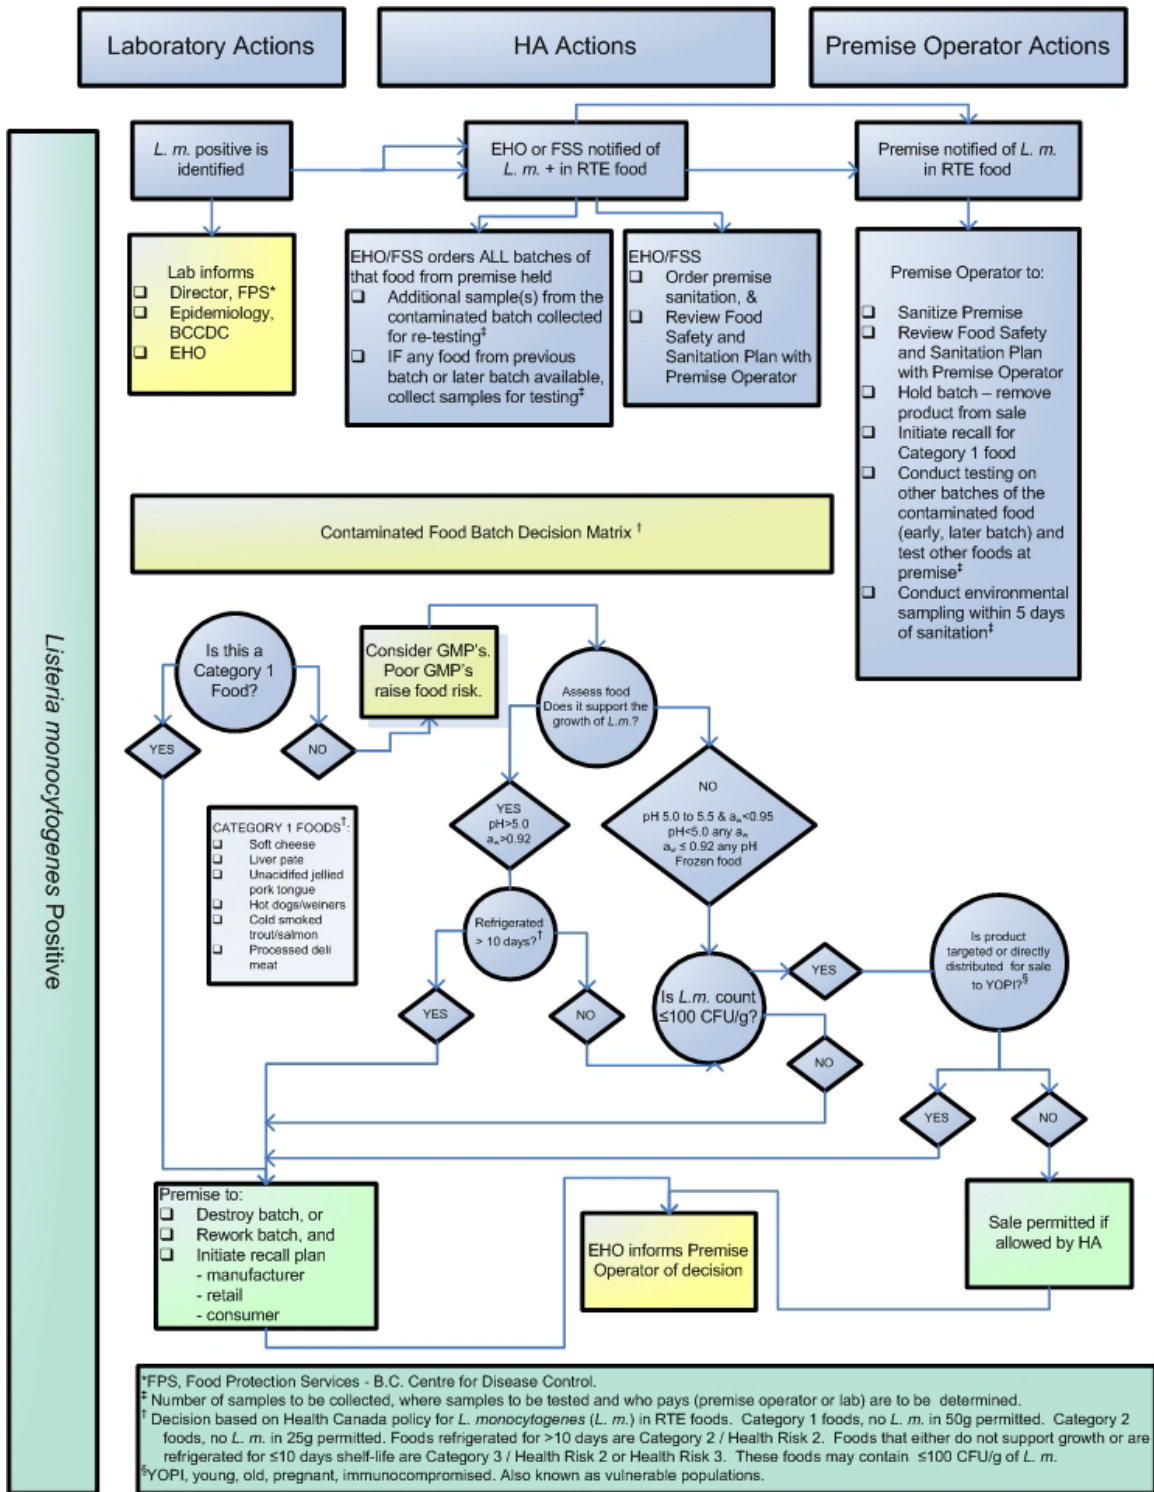 Laboratory Actions
HA Actions
Premise Operator Actions
Listeria monocytogenes Positive
L. m. positive is
identified
EHO or FSS notified of
L. m. + in RTE food
Premise notified of L. m.
in RTE food
Lab informs
❑ Director, FPS*
❑ Epidemiology,
BCCDC
❑ EHO
EHO/FSS orders ALL batches of
that food from premise held
❑ Additional sample(s) from the
contaminated batch collected
for re-testing‡
❑ IF any food from previous
batch or later batch available,
collect samples for testing‡
EHO/FSS
❑ Order premise
sanitation, &
❑ Review Food
Safety and
Sanitation Plan with
Premise Operator
Premise Operator to:
❑ Sanitize Premise
❑ Review Food Safety
and Sanitation Plan
with Premise Operator
❑ Hold batch – remove
product from sale
❑ Initiate recall for
Category 1 food
❑ Conduct testing on
other batches of the
contaminated food
(early, later batch) and
test other foods at
premise‡
❑ Conduct environmental
sampling within 5 days
of sanitation‡
Contaminated Food Batch Decision Matrix †
Is this a
Category 1
Food?
YES
NO
Consider GMP's.
Poor GMP's
raise food risk.
Assess food
Does it support the
growth of L.m.?
YES
pH>5.0
aw>0.92
NO
pH 5.0 to 5.5 & aw<0.95
pH<5.0 any aw
aw ≤ 0.92 any pH
Frozen food
CATEGORY 1 FOODS†:
❑ Soft cheese
❑ Liver pate
❑ Unacidifed jellied
pork tongue
❑ Hot dogs/weiners
❑ Cold smoked
trout/salmon
❑ Processed deli
meat
Refrigerated
> 10 days?†
YES
NO
Is L.m. count
≤100 CFU/g?
YES
NO
Is product
targeted or directly
distributed for sale
to YOPI?§
YES
NO
Premise to:
❑ Destroy batch, or
❑ Rework batch, and
❑ Initiate recall plan
- manufacturer
- retail
- consumer
EHO informs Premise
Operator of decision
Sale permitted if
allowed by HA
*FPS, Food Protection Services - B.C. Centre for Disease Control.
‡ Number of samples to be collected, where samples to be tested and who pays (premise operator or lab) are to be determined.
† Decision based on Health Canada policy for L. monocytogenes (L. m.) in RTE foods. Category 1 foods, no L. m. in 50g permitted. Category 2
foods, no L. m. in 25g permitted. Foods refrigerated for >10 days are Category 2 / Health Risk 2. Foods that either do not support growth or are
refrigerated for ≤10 days shelf-life are Category 3 / Health Risk 2 or Health Risk 3. These foods may contain ≤100 CFU/g of L. m.
§YOPI, young, old, pregnant, immunocompromised. Also known as vulnerable populations.